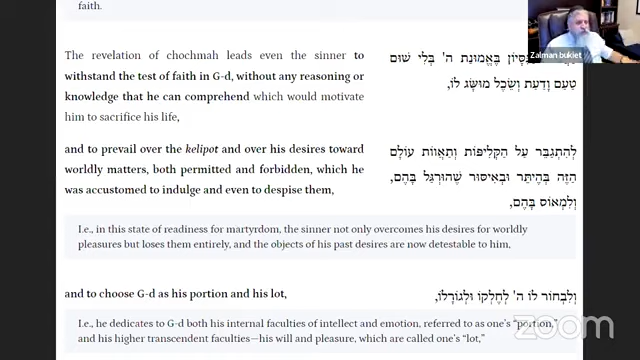 faith.
Zalman bukiet
The revelation of chochmah leads even the sinner to
withstand the test of faith in G-d, without any reasoning or
knowledge that he can comprehend which would motivate
him to sacrifice his life,
בֶּאֱמוּנַת ה' בְּלִי שׁוּם
טַעַם וָדַעַת וְשֵׂכֶל מוּשָּׂג לוֹ,
and to prevail over the kelipot and over his desires toward
worldly matters, both permitted and forbidden, which he
was accustomed to indulge and even to despise them,
לְהִתְגַּבֵּר עַל הַקְּלִיפּוֹת וְתַאֲווֹת עוֹלָם
הַזֶּה בְּהֶיתֵּר וּבְאִיסּוּר שֶׁהוּרְגַּל בָּהֶם,
וְלִמְאוֹס בָּהֶם,
I.e., in this state of readiness for martyrdom, the sinner not only overcomes his desires for worldly
pleasures but loses them entirely, and the objects of his past desires are now detestable to him.
and to choose G-d as his portion and his lot,
וְלִבְחוֹר לוֹ ה' לְחֶלְקוֹ וּלְגוֹרָלוֹ,
I.e., he dedicates to G-d both his internal faculties of intellect and emotion, referred to as one's “portion,”
and his higher transcendent faculties—his will and pleasure, which are called one's “lot,”
zoom